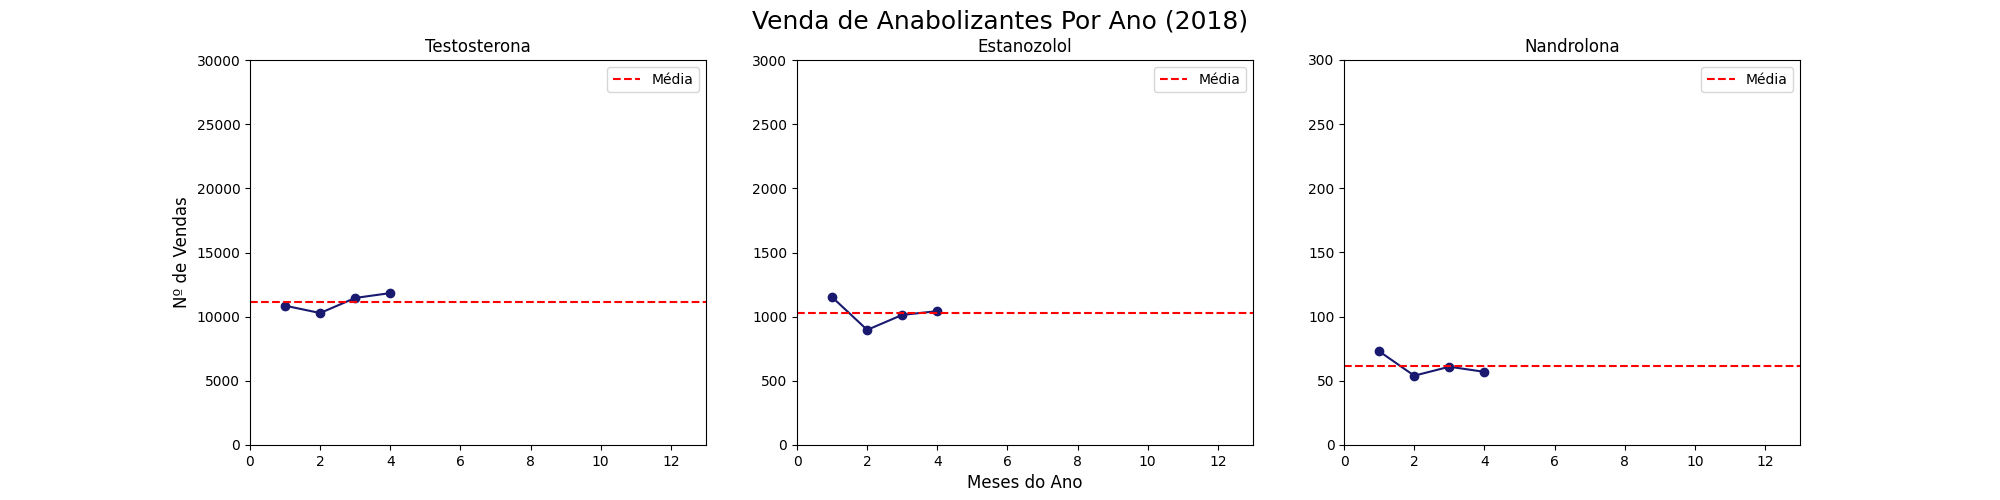 Venda de Anabolizantes Por Ano (2018)
Testosterona
Nº de Vendas
30000
25000
20000
15000
10000
5000
0
0 2 4 6 8 10 12
Média
Estanozolol
3000
2500
2000
1500
1000
500
0
0 2 4 6 8 10 12
Média
Meses do Ano
Nandrolona
300
250
200
150
100
50
0
0 2 4 6 8 10 12
Média